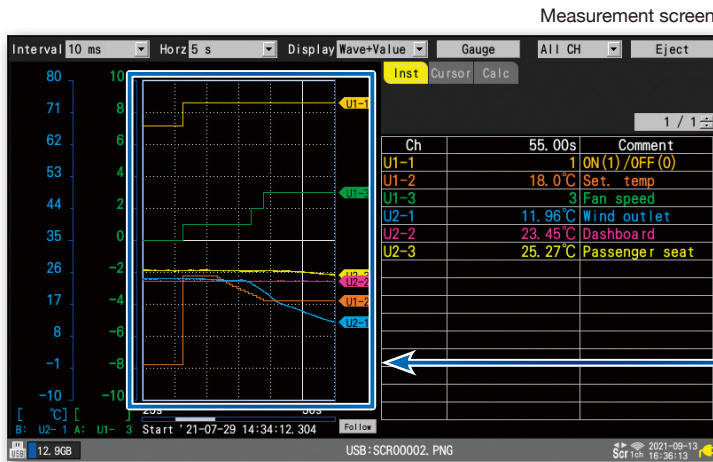 Measurement screen
Interval 10 ms Horz 5 s Display Wave+Value Gauge All CH Eject
Inst Cursor Calc
1 / 1
80 10
71 8
62 6
53 4
44 2
35 0
26 -2
17 -4
8 -6
-1 -8
-10 -10
[ ℃] [ ]
B: U2- 1 A: U1- 3
U1-1
U1-3
U2-2
U1-2
U2-1
Ch 55.00s Comment
U1-1 1 ON(1)/OFF(0)
U1-2 18.0℃ Set. temp
U1-3 3 Fan speed
U2-1 11.96℃ Wind outlet
U2-2 23.45℃ Dashboard
U2-3 25.27℃ Passenger seat
Start '21-07-29 14:34:12.304 Follow
USB 12.9GB USB:SCR00002.PNG Scr 1ch 2021-09-13 16:36:13